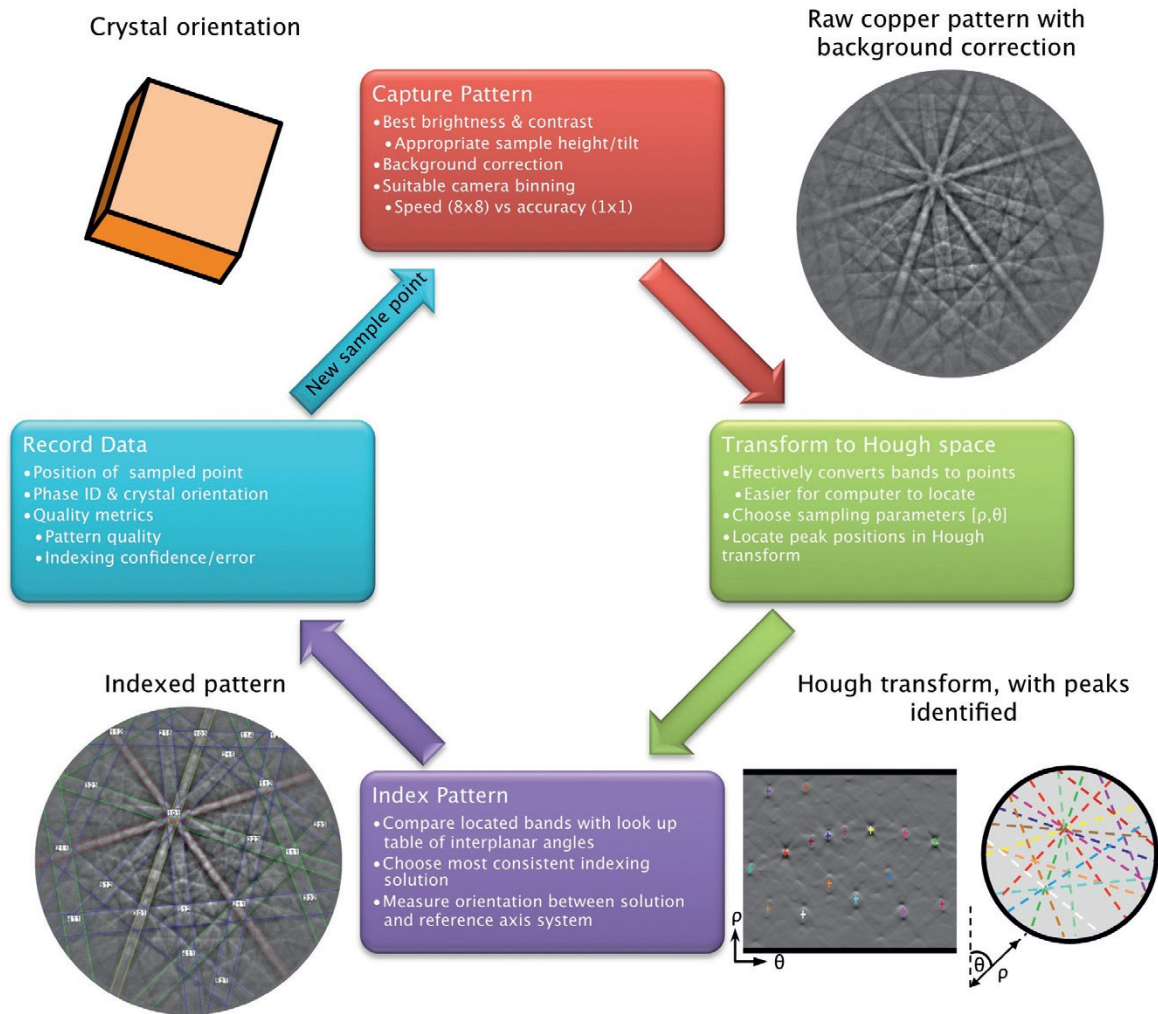 Crystal orientation
Raw copper pattern with
background correction
Capture Pattern
•Best brightness & contrast
•Appropriate sample height/tilt
•Background correction
•Suitable camera binning
•Speed (8x8) vs accuracy (1x1)
New sample point
Record Data
•Position of sampled point
•Phase ID & crystal orientation
•Quality metrics
•Pattern quality
•Indexing confidence/error
Transform to Hough space
•Effectively converts bands to points
•Easier for computer to locate
•Choose sampling parameters [ρ,θ]
•Locate peak positions in Hough
transform
Indexed pattern
Hough transform, with peaks
identified
Index Pattern
•Compare located bands with look up
table of interplanar angles
•Choose most consistent indexing
solution
•Measure orientation between solution
and reference axis system
ρ
θ
θ
ρ